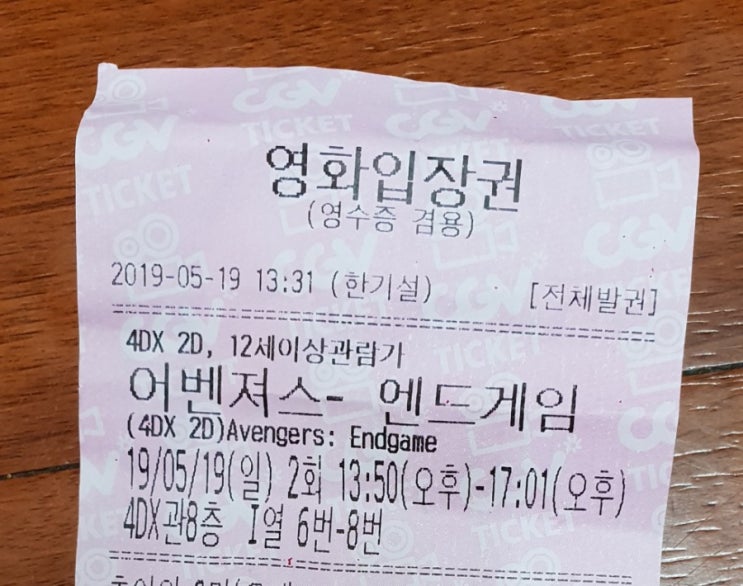 영화입장권
(영수증 겸용)
2019-05-19 13:31 (한기설) [전체발권]
4DX 2D, 12세이상관람가
어벤져스- 엔드게임
(4DX 2D)Avengers: Endgame
19/05/19(일) 2회 13:50(오후)-17:01(오후)
4DX관8층 I열 6번-8번